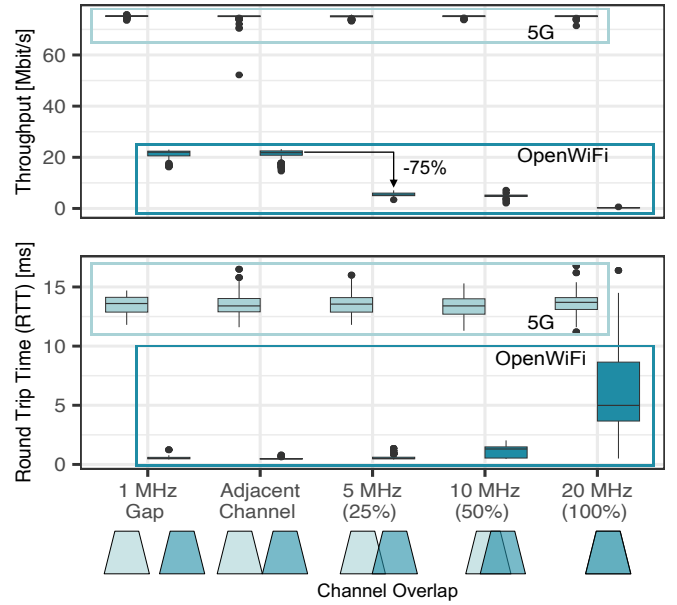 Throughput [Mbit/s]
60
40
20
0
5G
OpenWiFi
-75%
Round Trip Time (RTT) [ms]
15
10
5
0
5G
OpenWiFi
1 MHz
Gap
Adjacent
Channel
5 MHz
(25%)
10 MHz
(50%)
20 MHz
(100%)
Channel Overlap